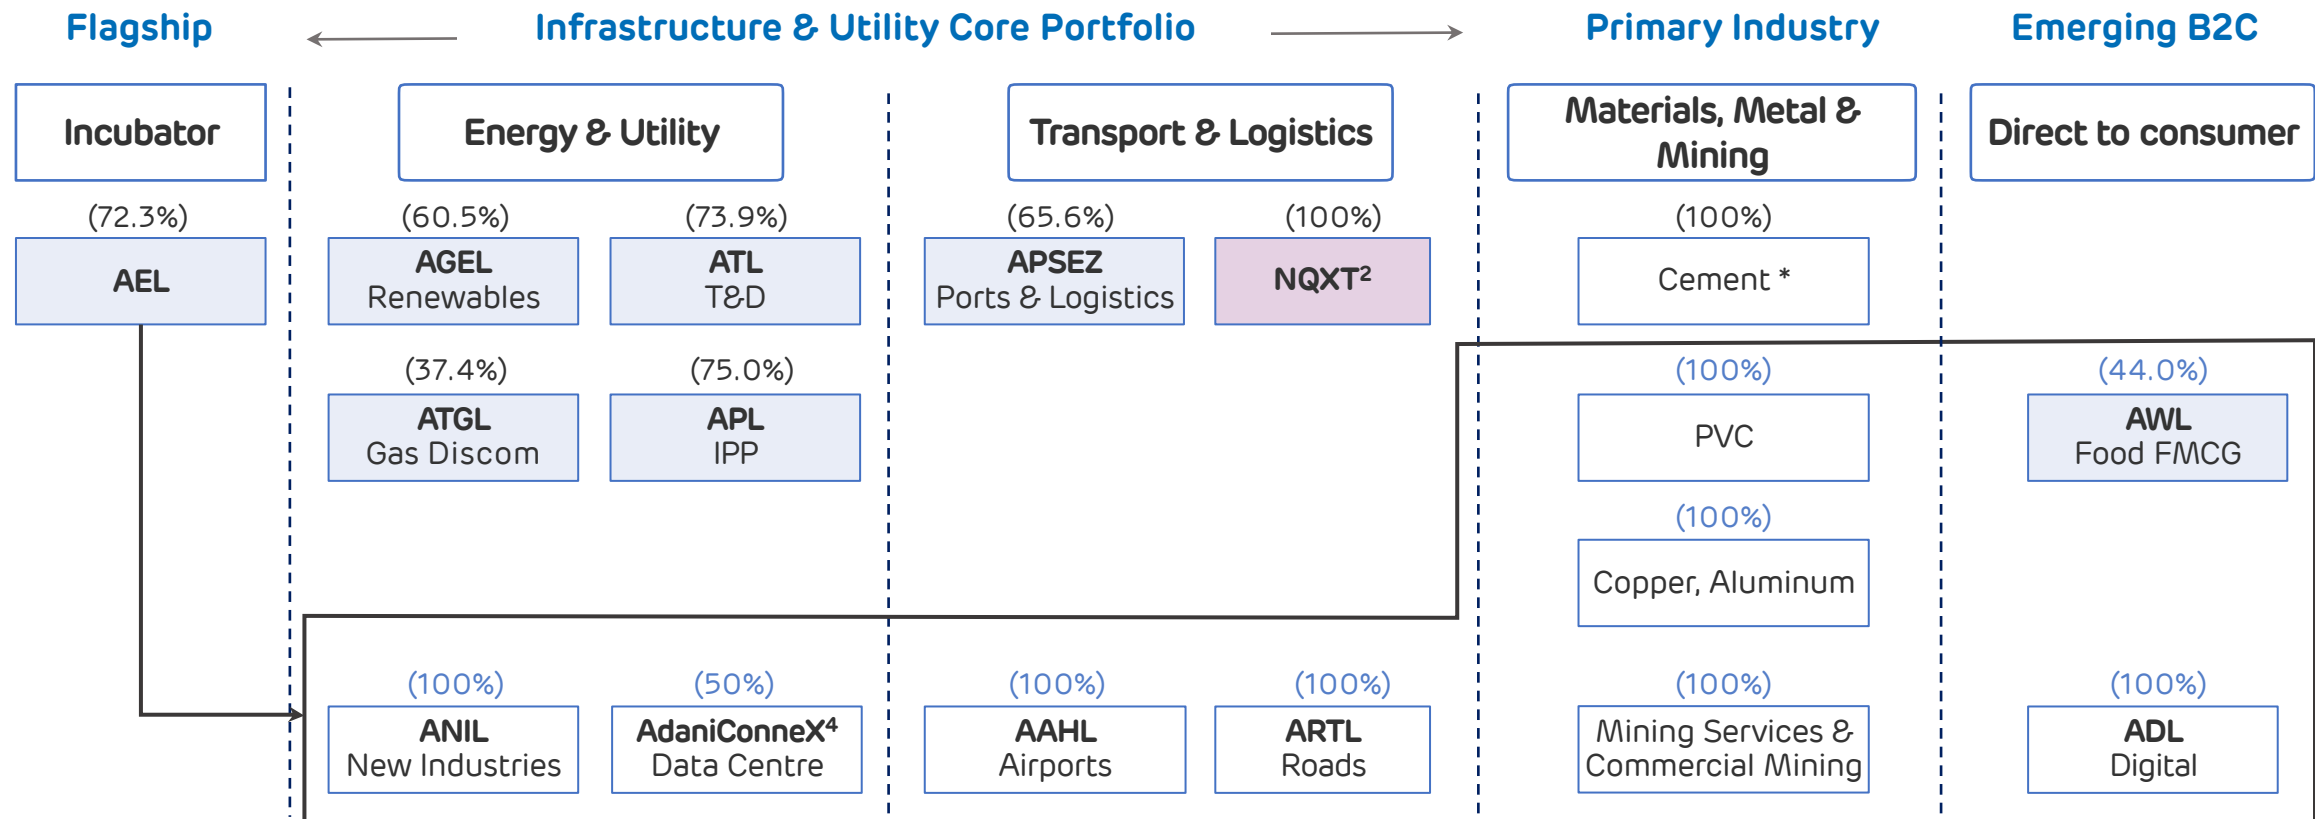 Flagship
Infrastructure & Utility Core Portfolio
Primary Industry
Emerging B2C
Incubator
Energy & Utility
Transport & Logistics
Materials, Metal &
Mining
Direct to consumer
(72.3%)
(60.5%)
(73.9%)
(65.6%)
(100%)
(100%)
AEL
AGEL
Renewables
ATL
T&D
APSEZ
Ports & Logistics
NQXT²
Cement *
(37.4%)
(75.0%)
(100%)
(44.0%)
ATGL
Gas Discom
APL
IPP
PVC
AWL
Food FMCG
(100%)
Copper, Aluminum
(100%)
(50%)
(100%)
(100%)
(100%)
(100%)
ANIL
New Industries
AdaniConneX⁴
Data Centre
AAHL
Airports
ARTL
Roads
Mining Services &
Commercial Mining
ADL
Digital